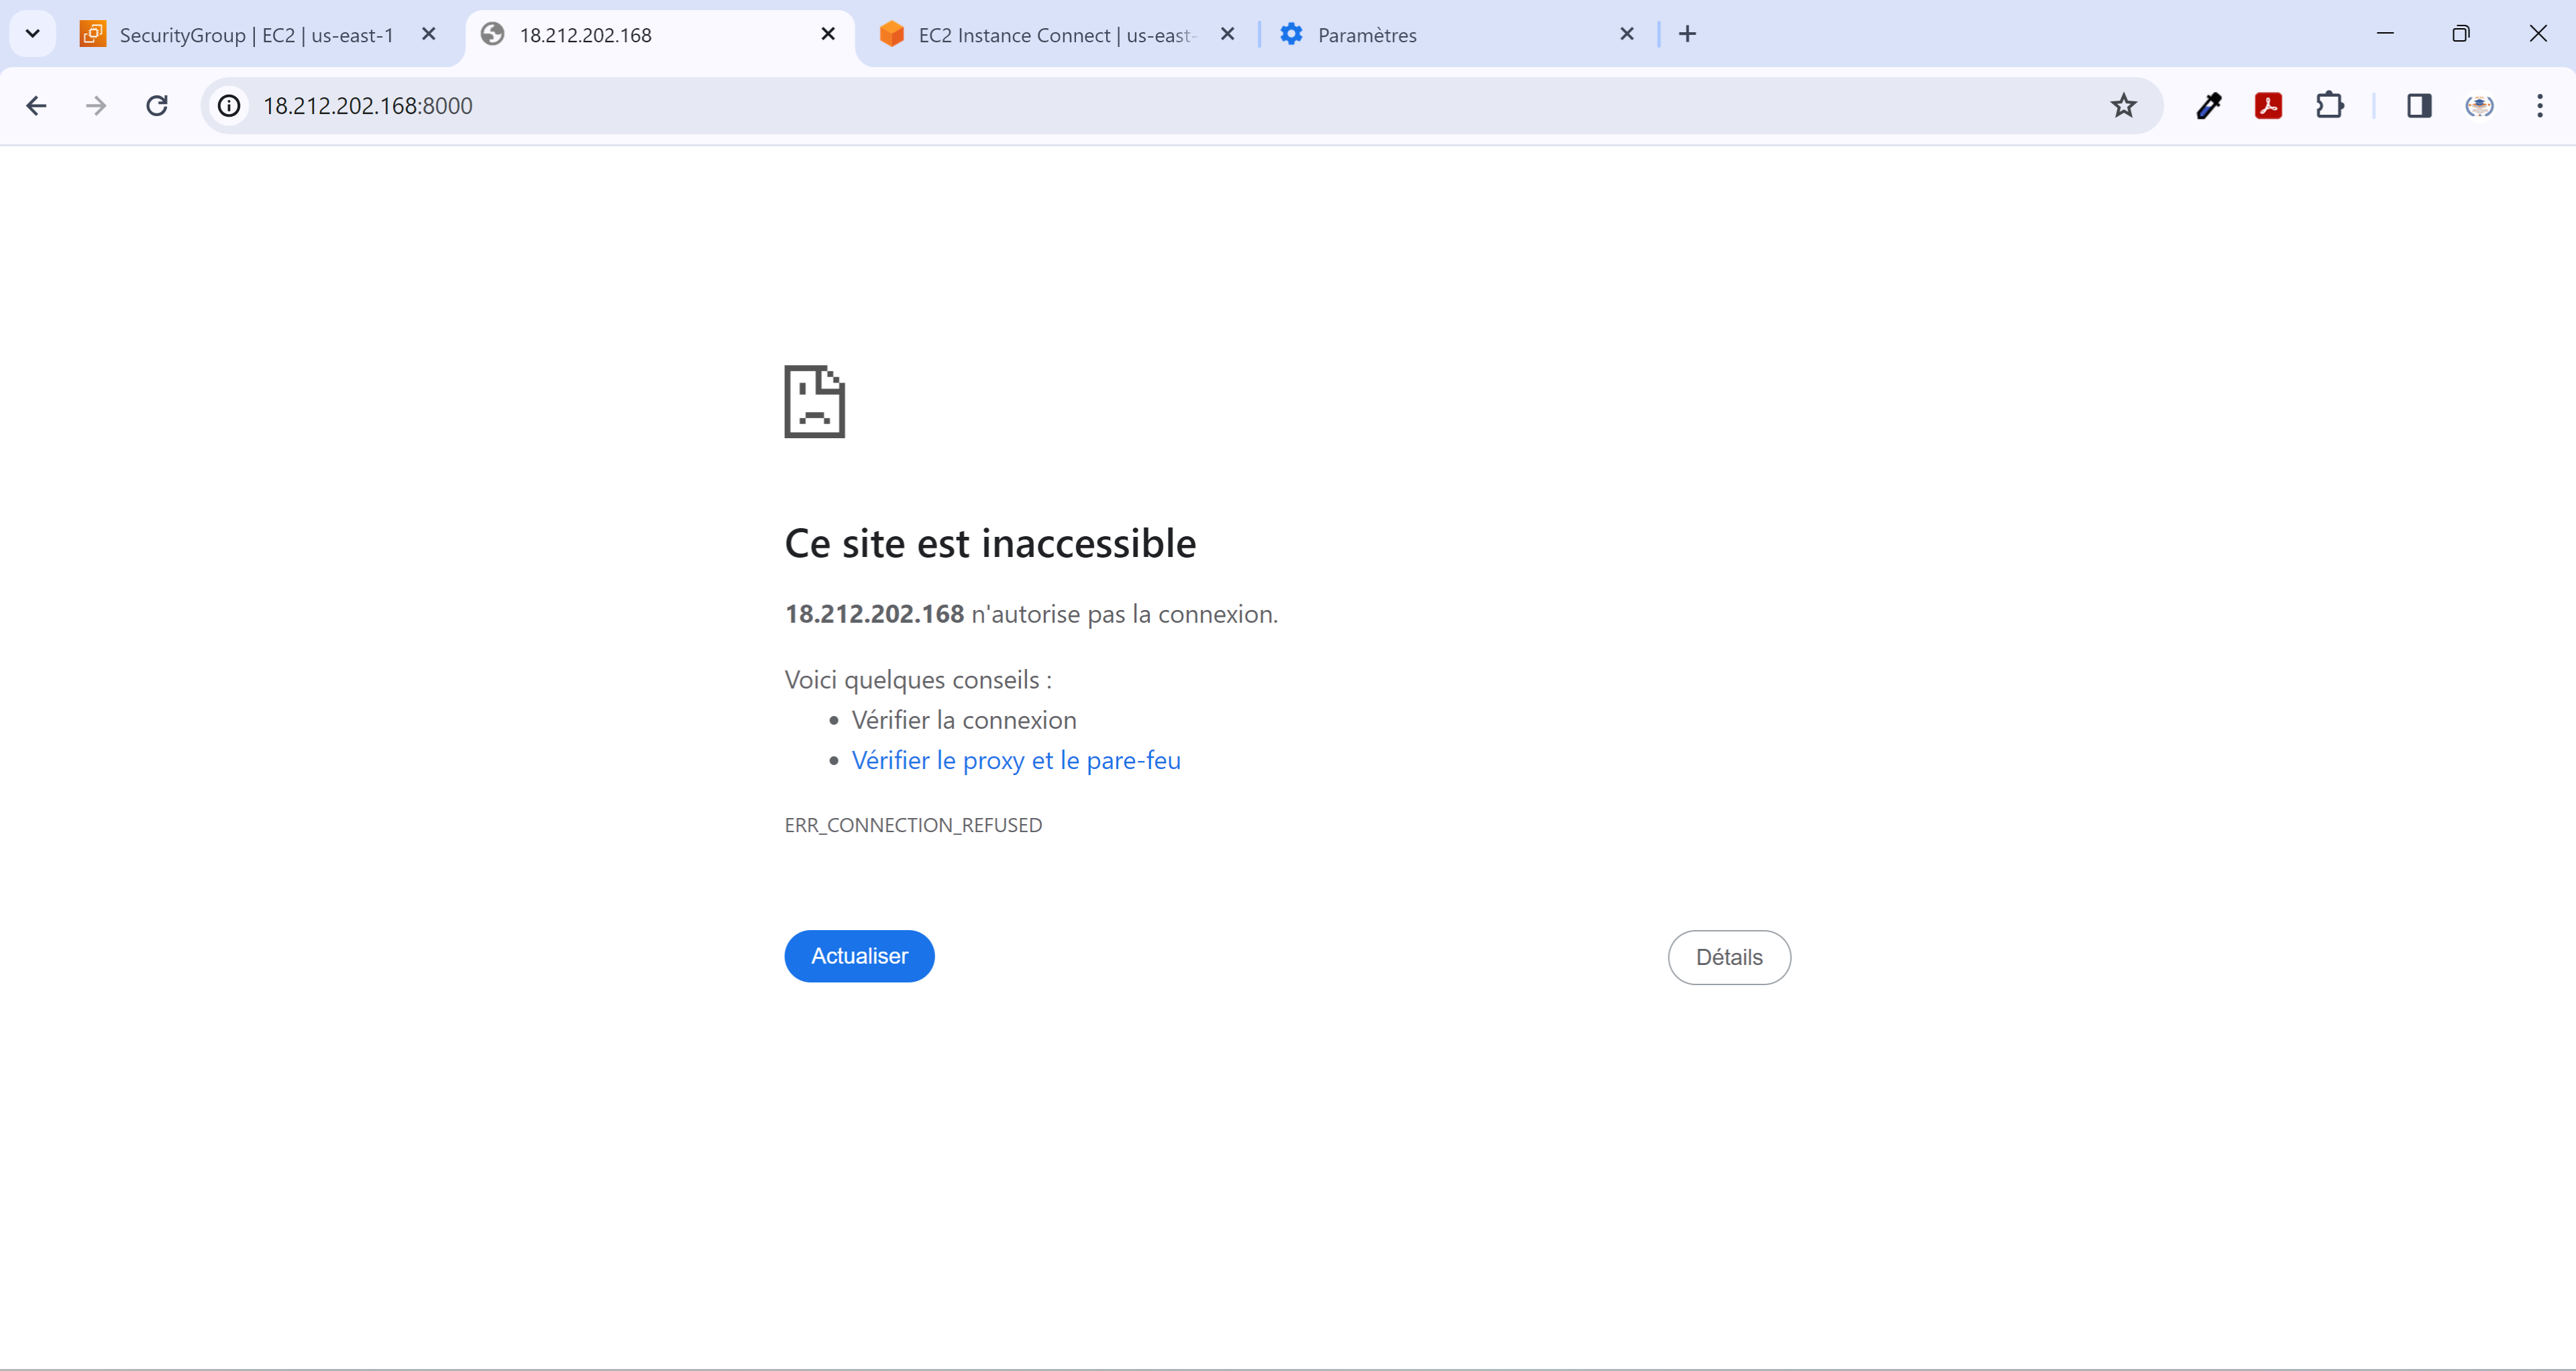 SecurityGroup | EC2 | us-east-1
18.212.202.168
EC2 Instance Connect | us-east-
Paramètres
18.212.202.168:8000
Ce site est inaccessible
18.212.202.168 n'autorise pas la connexion.
Voici quelques conseils :
Vérifier la connexion
Vérifier le proxy et le pare-feu
ERR_CONNECTION_REFUSED
Actualiser
Détails